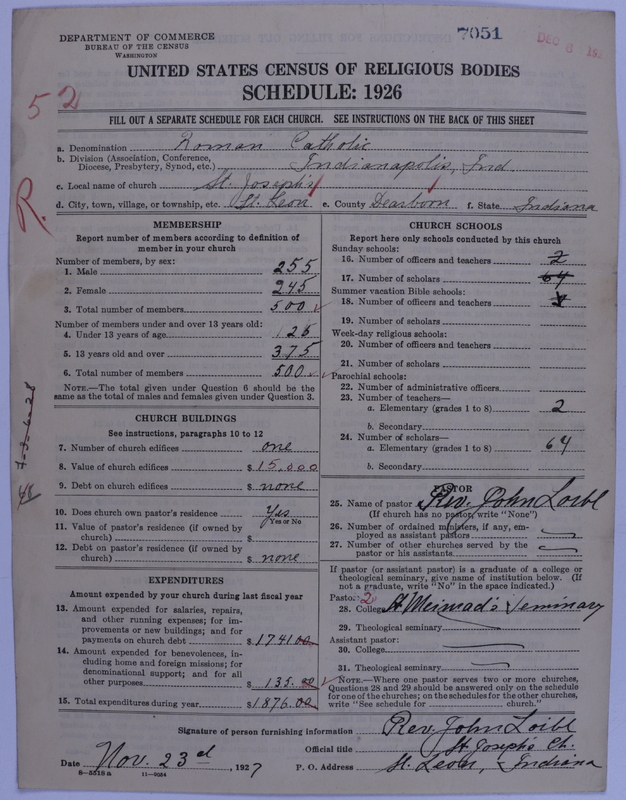 7051
DEC 6 192
DEPARTMENT OF COMMERCE
BUREAU OF THE CENSUS
WASHINGTON
UNITED STATES CENSUS OF RELIGIOUS BODIES
SCHEDULE: 1926
52
FILL OUT A SEPARATE SCHEDULE FOR EACH CHURCH. SEE INSTRUCTIONS ON THE BACK OF THIS SHEET
a. Denomination Roman Catholic
b. Division (Association, Conference, Diocese, Presbytery, Synod, etc.) Indianapolis, Ind.
c. Local name of church St. Joseph's
d. City, town, village, or township, etc. St. Leon e. County Dearborn f. State Indiana
R.
MEMBERSHIP
Report number of members according to definition of
member in your church
Number of members, by sex:
1. Male 255
2. Female 245
3. Total number of members 500
Number of members under and over 13 years old:
4. Under 13 years of age 125
5. 13 years old and over 375
6. Total number of members 500
NOTE.—The total given under Question 6 should be
same as the total of males and females given under Question 3.
CHURCH BUILDINGS
See instructions, paragraphs 10 to 12
7. Number of church edifices one
8. Value of church edifices $ 15,000
9. Debt on church edifices $ none
10. Does church own pastor's residence Yes
Yes or No
11. Value of pastor's residence (if owned by
church) $
12. Debt on pastor's residence (if owned by
church) $ none
EXPENDITURES
Amount expended by your church during last fiscal year
13. Amount expended for salaries, repairs,
and other running expenses; for im-
provements or new buildings; and for
payments on church debt $ 1741.00
14. Amount expended for benevolences, in-
cluding home and foreign missions; for
denominational support; and for all
other purposes $ 135.00
15. Total expenditures during year $ 1876.00
CHURCH SCHOOLS
Report here only schools conducted by this church
Sunday schools:
16. Number of officers and teachers 2
17. Number of scholars 64
Summer vacation Bible schools:
18. Number of officers and teachers
19. Number of scholars
Week-day religious schools:
20. Number of officers and teachers
21. Number of scholars
Parochial schools:
22. Number of administrative officers
23. Number of teachers—
a. Elementary (grades 1 to 8) 2
b. Secondary
24. Number of scholars—
a. Elementary (grades 1 to 8) 64
b. Secondary
PASTOR
25. Name of pastor Rev. John Loibl
(If church has no pastor, write "None")
26. Number of ordained ministers, if any, em-
ployed as assistant pastors
27. Number of other churches served by the
pastor or his assistants
If pastor (or assistant pastor) is a graduate of a college or
theological seminary, give name of institution below. (If
not a graduate, write "No" in the space indicated.)
Pastor: 2
28. College St. Meinrad's Seminary
29. Theological seminary
Assistant pastor:
30. College
31. Theological seminary
NOTE.—Where one pastor serves two or more churches,
Questions 28 and 29 should be answered only on the schedule
for one of the churches; on the schedules for the other churches,
write "See schedule for church."
Signature of person furnishing information Rev. John Loibl
Official title St. Joseph's Ch.
Date Nov. 23d, 1927 P. O. Address St. Leon, Indiana
8—5518a 11—9054